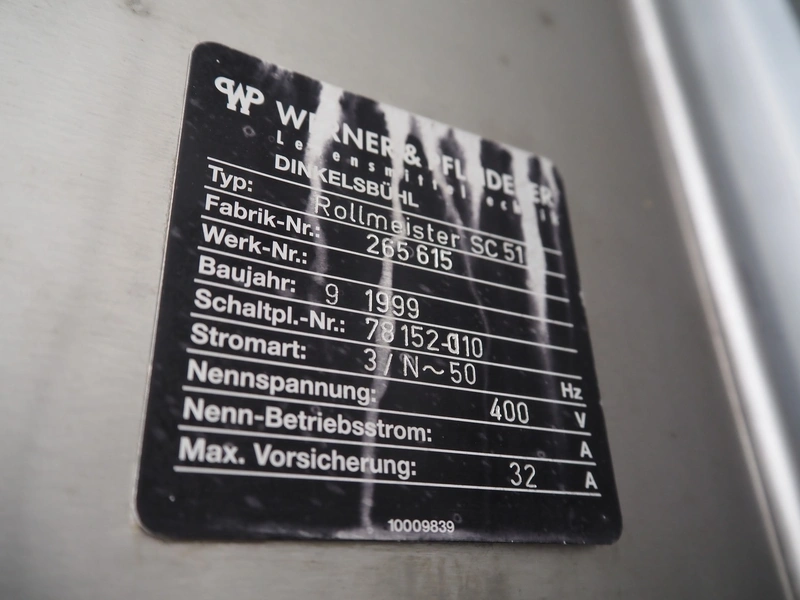 WP WERNER & PFLEIDERER
Lebensmitteltechnik
DINKELSBÜHL
Typ: Rollmeister SC 51
Fabrik-Nr.: 265 615
Werk-Nr.:
Baujahr: 9 1999
Schaltpl.-Nr.: 78 152-010
Stromart: 3 / N~50 Hz
Nennspannung: 400 V
Nenn-Betriebsstrom: A
Max. Vorsicherung: 32 A
10009839